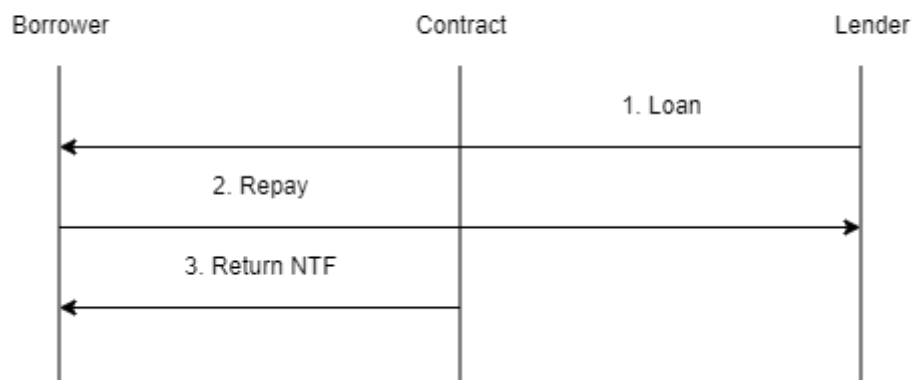 Borrower
Contract
Lender
1. Loan
2. Repay
3. Return NTF